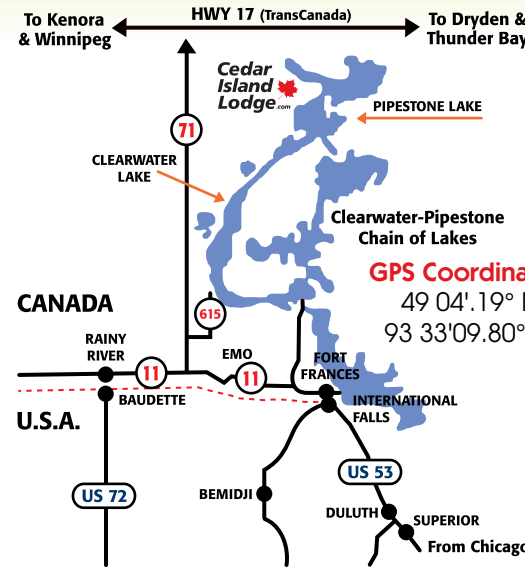 To Kenora
& Winnipeg
HWY 17 (TransCanada)
To Dryden &
Thunder Bay
Cedar
Island
Lodge.com
71
PIPESTONE LAKE
CLEARWATER
LAKE
Clearwater-Pipestone
Chain of Lakes
GPS Coordina
49 04'.19°
93 33'09.80°
CANADA
615
RAINY
RIVER
EMO
FORT
FRANCES
11
11
BAUDETTE
INTERNATIONAL
FALLS
U.S.A.
US 53
US 72
BEMIDJI
DULUTH
SUPERIOR
From Chicago